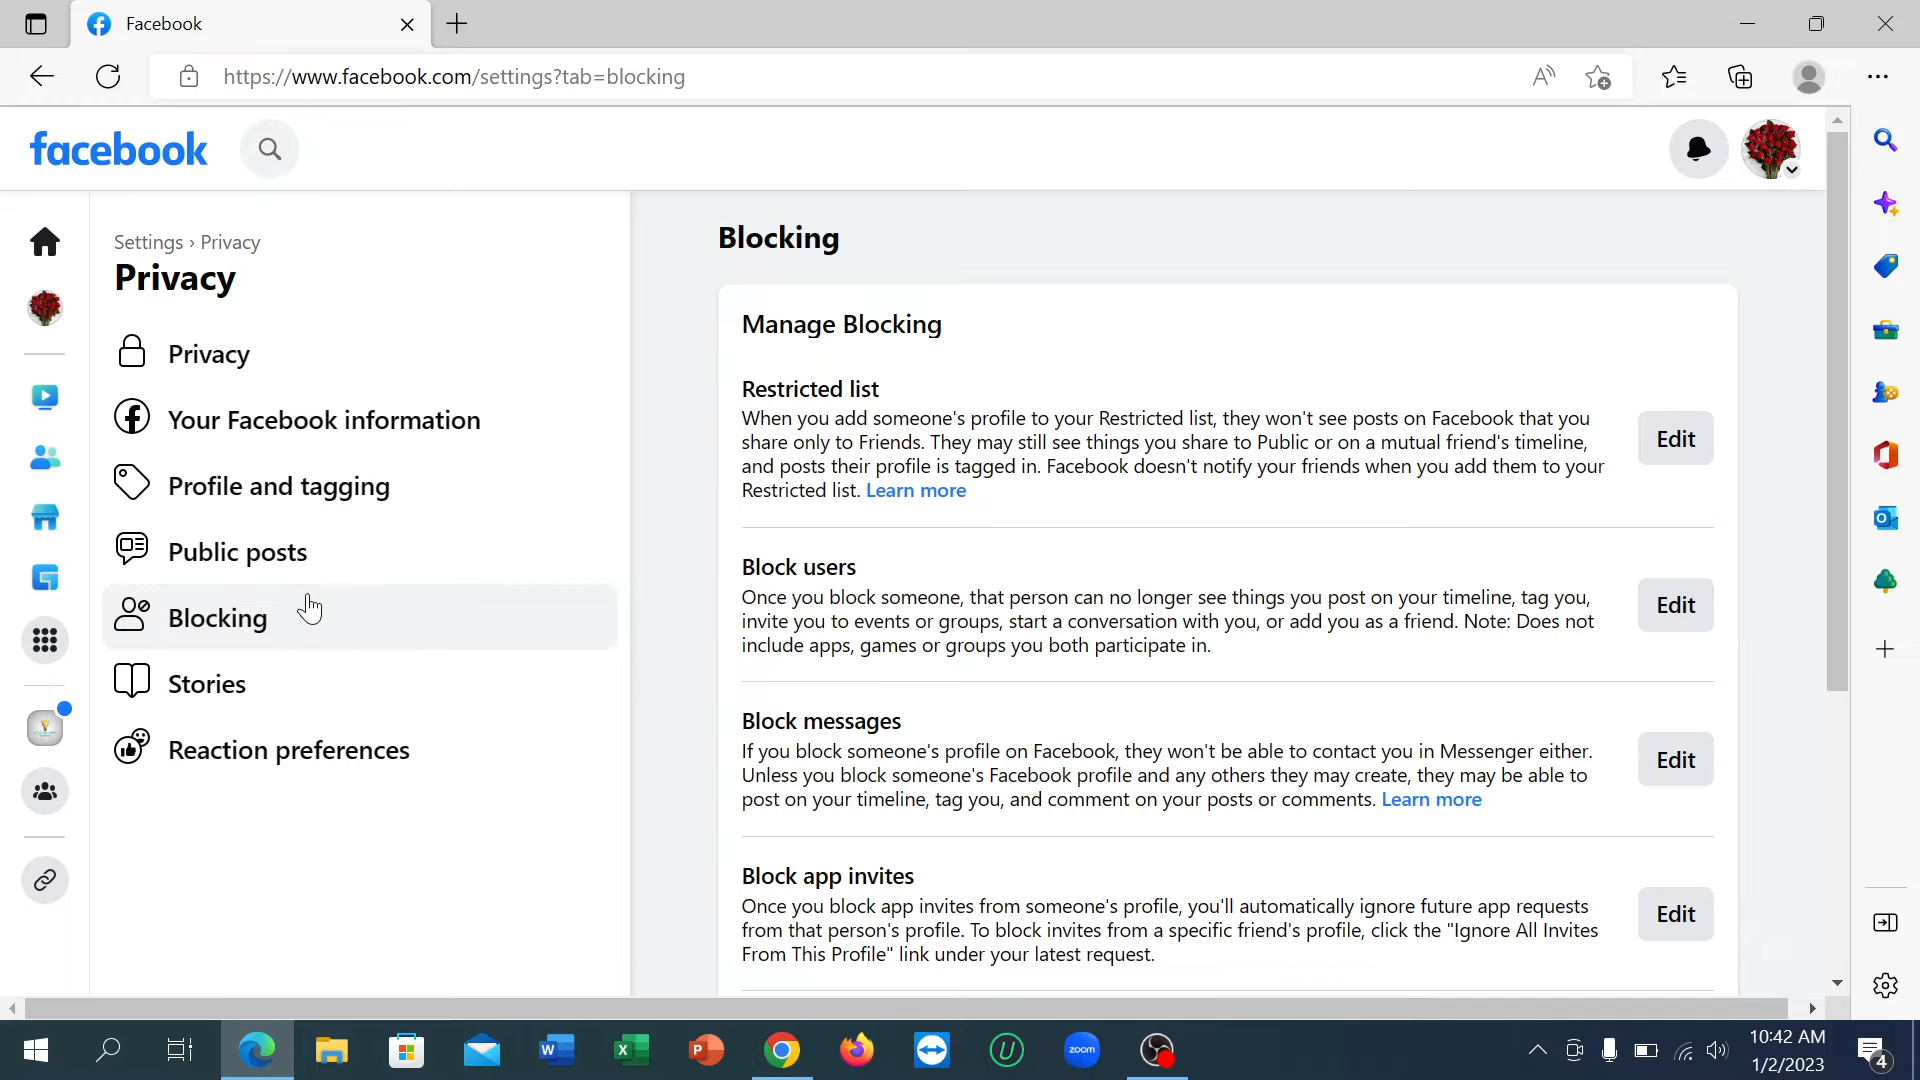 Facebook
https://www.facebook.com/settings?tab=blocking
facebook
Settings › Privacy
Privacy
Privacy
Your Facebook information
Profile and tagging
Public posts
Blocking
Stories
Reaction preferences
Blocking
Manage Blocking
Restricted list
When you add someone's profile to your Restricted list, they won't see posts on Facebook that you
share only to Friends. They may still see things you share to Public or on a mutual friend's timeline,
and posts their profile is tagged in. Facebook doesn't notify your friends when you add them to your
Restricted list. Learn more
Edit
Block users
Once you block someone, that person can no longer see things you post on your timeline, tag you,
invite you to events or groups, start a conversation with you, or add you as a friend. Note: Does not
include apps, games or groups you both participate in.
Edit
Block messages
If you block someone's profile on Facebook, they won't be able to contact you in Messenger either.
Unless you block someone's Facebook profile and any others they may create, they may be able to
post on your timeline, tag you, and comment on your posts or comments. Learn more
Edit
Block app invites
Once you block app invites from someone's profile, you'll automatically ignore future app requests
from that person's profile. To block invites from a specific friend's profile, click the "Ignore All Invites
From This Profile" link under your latest request.
Edit
zoom
10:42 AM
1/2/2023
4